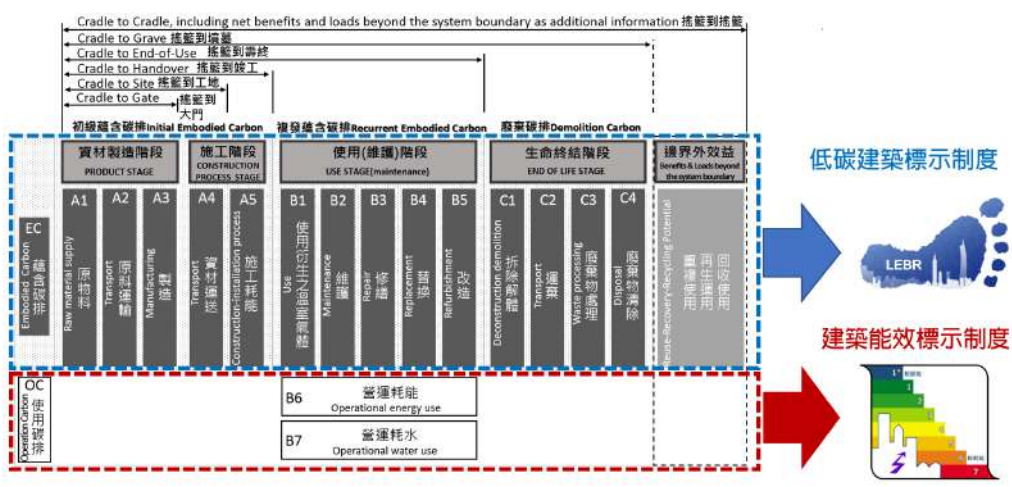 Cradle to Cradle, including net benefits and loads beyond the system boundary as additional information 搖籃到搖籃
Cradle to Grave 搖籃到墳墓
Cradle to End-of-Use 搖籃到壽終
Cradle to Handover 搖籃到竣工
Cradle to Site 搖籃到工地
Cradle to Gate 搖籃到
大門
初級蘊含碳排Initial Embodied Carbon
複發蘊含碳排Recurrent Embodied Carbon
廢棄碳排Demolition Carbon
資材製造階段
PRODUCT STAGE
施工階段
CONSTRUCTION
PROCESS STAGE
使用(維護)階段
USE STAGE(maintenance)
生命終結階段
END OF LIFE STAGE
邊界外效益
Benefits & Loads beyond
the system boundary
EC
Embodied Carbon
蘊含碳排
A1
Raw material supply
原物料
A2
Transport
原料運輸
A3
Manufacturing
製造
A4
Transport
資材運送
A5
Construction-installation process
施工耗能
B1
Use
使用衍生之溫室氣體
B2
Maintenance
維護
B3
Repair
修繕
B4
Replacement
替換
B5
Refurbishment
改造
C1
Deconstruction demolition
拆除解體
C2
Transport
運棄
C3
Waste processing
廢棄物處理
C4
Disposal
廢棄物清除
Reuse-Recovery-Recycling Potential
重複使用
再生運用
回收使用
低碳建築標示制度
LEBR
建築能效標示制度
OC
Operation Carbon
使用碳排
B6
營運耗能
Operational energy use
B7
營運耗水
Operational water use
1+
1
2
7